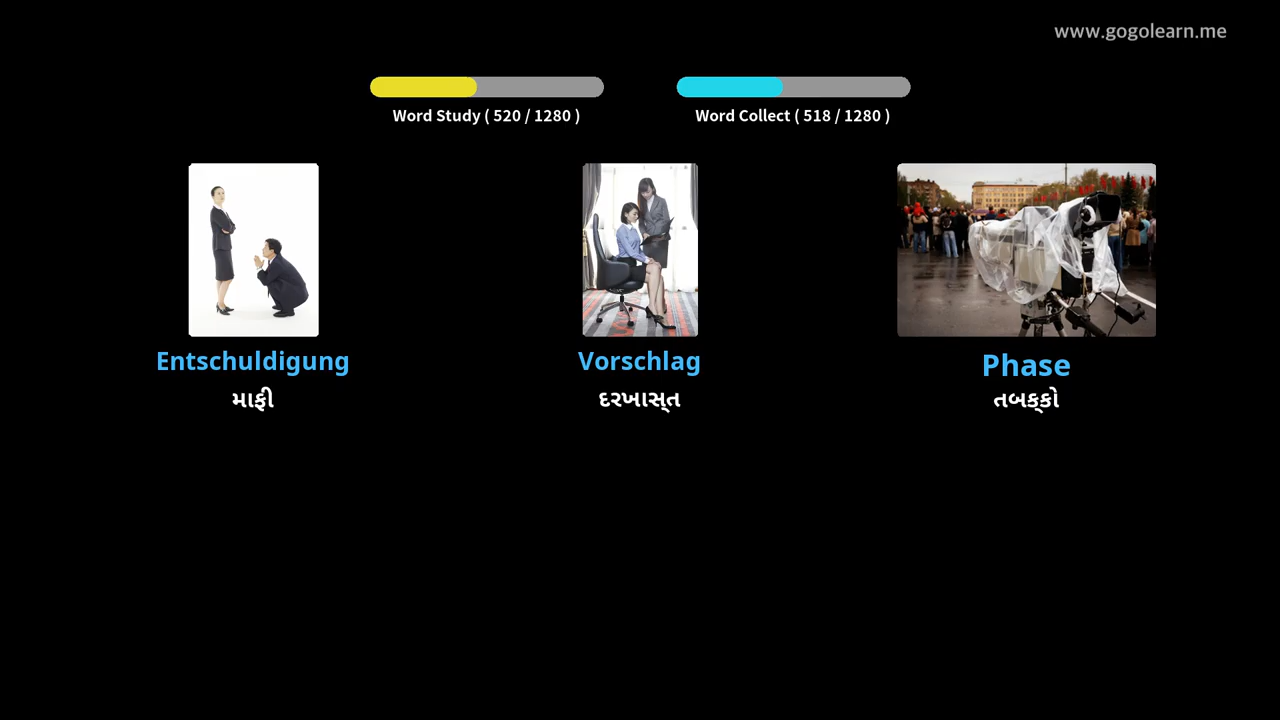 www.gogolearn.me
Word Study ( 520 / 1280 )
Word Collect ( 518 / 1280 )
Entschuldigung
માફી
Vorschlag
દરખાસ્ત
Phase
તબક્કો